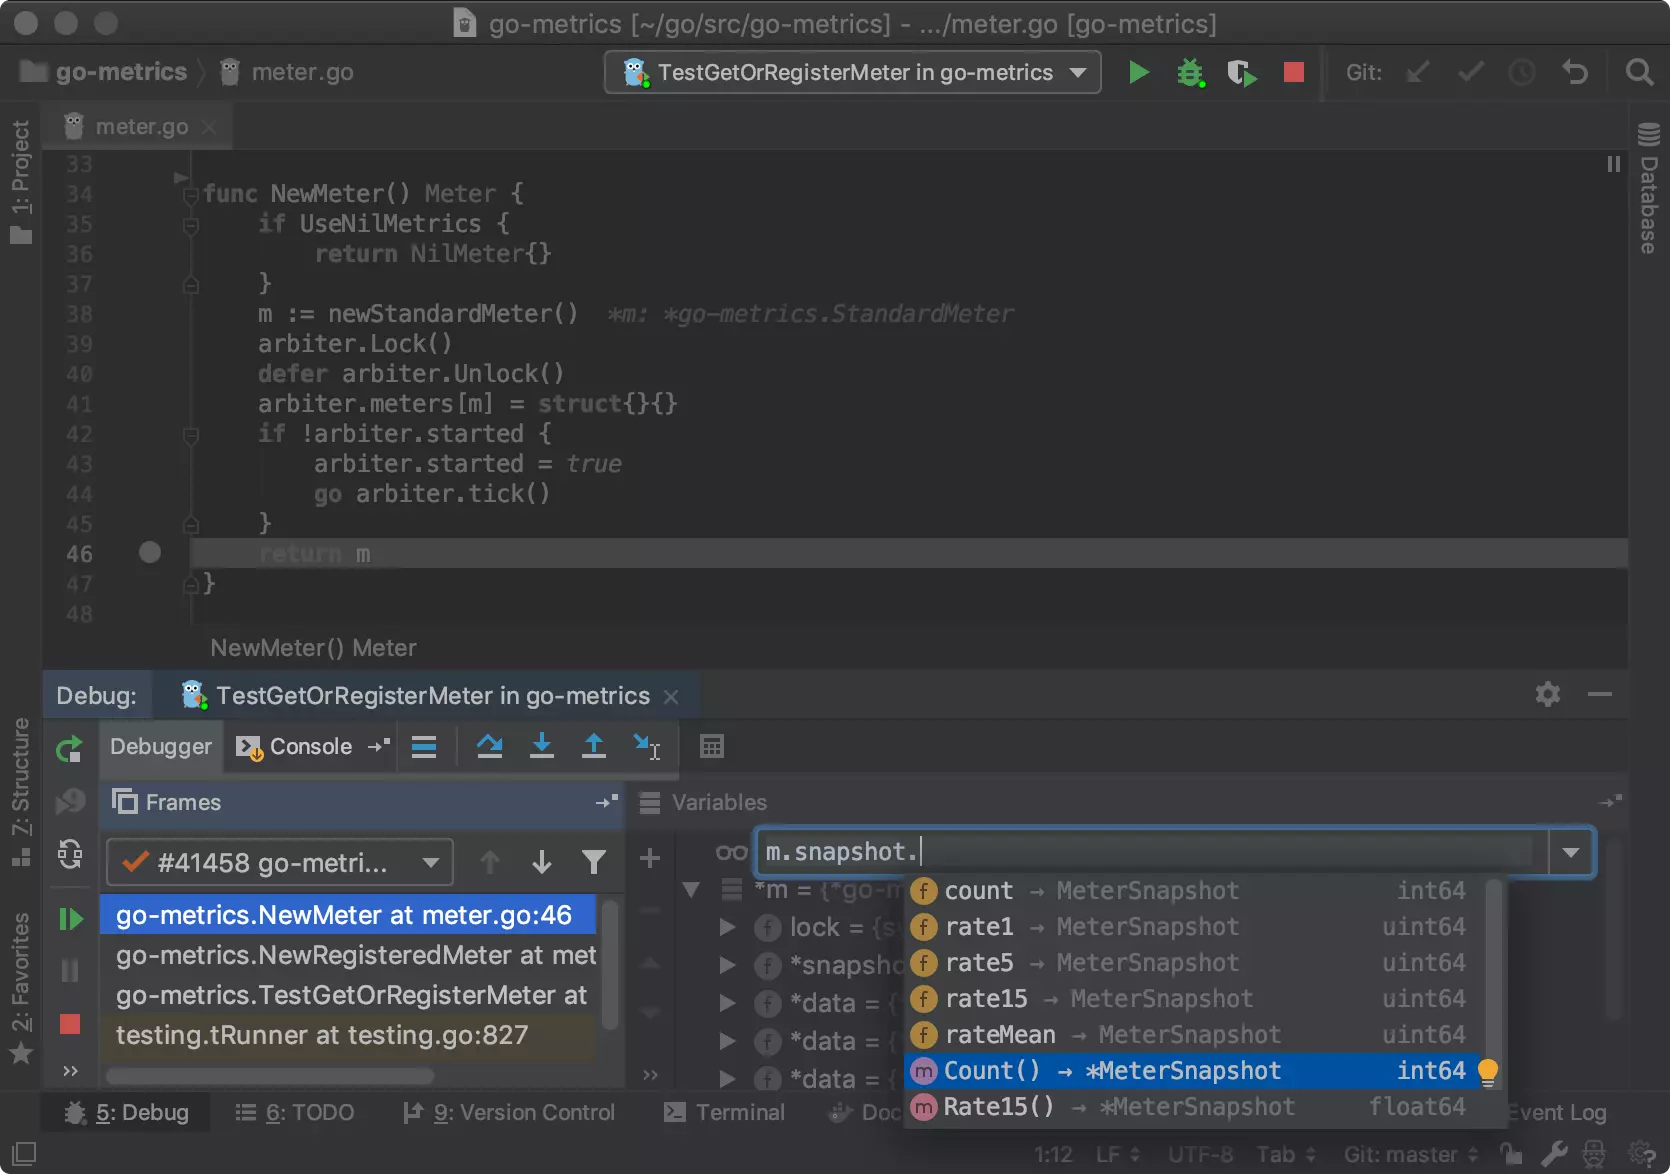 go-metrics [~/go/src/go-metrics] - .../meter.go [go-metrics]
go-metrics meter.go TestGetOrRegisterMeter in go-metrics Git:
1: Project
meter.go
Database
33
34 func NewMeter() Meter {
35 if UseNilMetrics {
36 return NilMeter{}
37 }
38 m := newStandardMeter() *m: *go-metrics.StandardMeter
39 arbiter.Lock()
40 defer arbiter.Unlock()
41 arbiter.meters[m] = struct{}{}
42 if !arbiter.started {
43 arbiter.started = true
44 go arbiter.tick()
45 }
46 return m
47 }
48
NewMeter() Meter
Debug: TestGetOrRegisterMeter in go-metrics
7: Structure
Debugger Console
Frames Variables
#41458 go-metri...
m.snapshot.
go-metrics.NewMeter at meter.go:46
go-metrics.NewRegisteredMeter at met
go-metrics.TestGetOrRegisterMeter at
testing.tRunner at testing.go:827
*m = {*go-m
lock = {s
*snapsho
*data = {
*data = {
*data = {
count → MeterSnapshot int64
rate1 → MeterSnapshot uint64
rate5 → MeterSnapshot uint64
rate15 → MeterSnapshot uint64
rateMean → MeterSnapshot uint64
Count() → *MeterSnapshot int64
Rate15() → *MeterSnapshot float64
2: Favorites
5: Debug 6: TODO 9: Version Control Terminal Doc Event Log
1:12 LF UTF-8 Tab Git: master